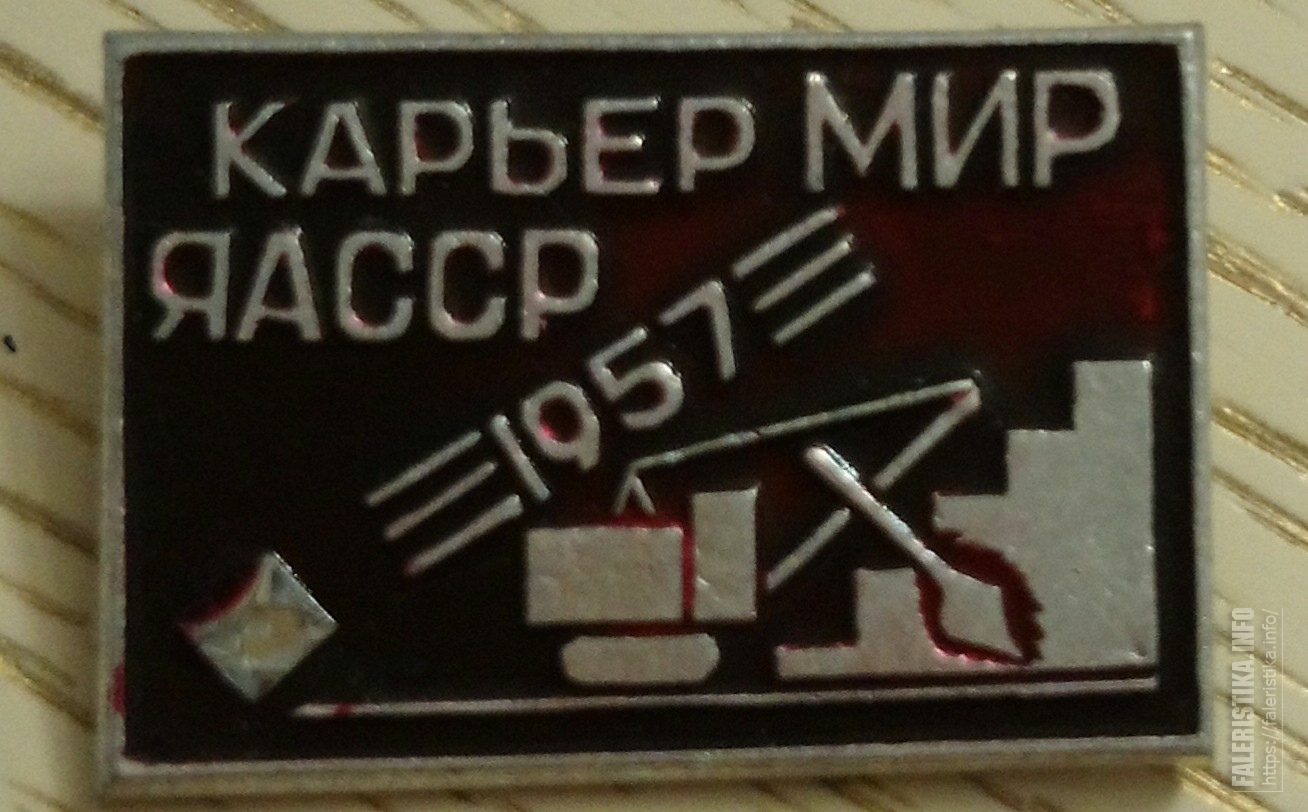 КАРЬЕР МИР
ЯАССР
1957
FALERISTIKA.INFO
https://faleristika.info/